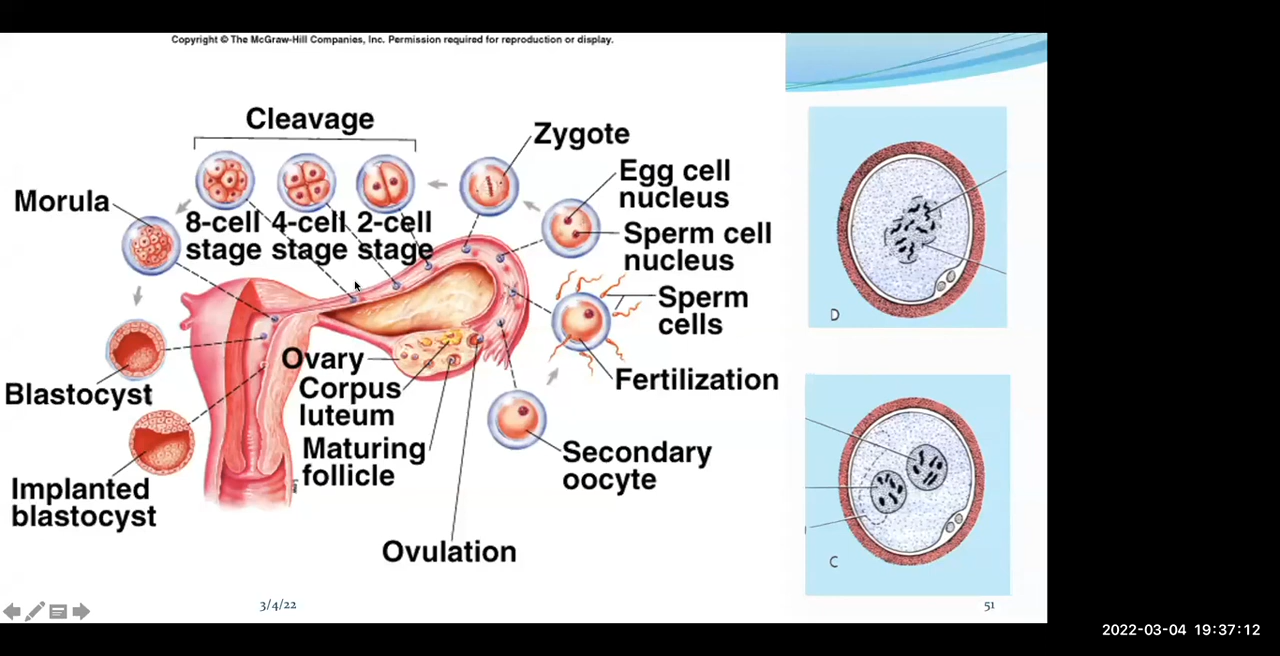 Copyright © The McGraw-Hill Companies, Inc. Permission required for reproduction or display.
Cleavage
Zygote
Egg cell
nucleus
Morula
8-cell 4-cell 2-cell
stage stage stage
Sperm cell
nucleus
Sperm
cells
Ovary
Corpus
luteum
Fertilization
Blastocyst
Maturing
follicle
Secondary
oocyte
Implanted
blastocyst
Ovulation
D
C
3/4/22
51
2022-03-04 19:37:12